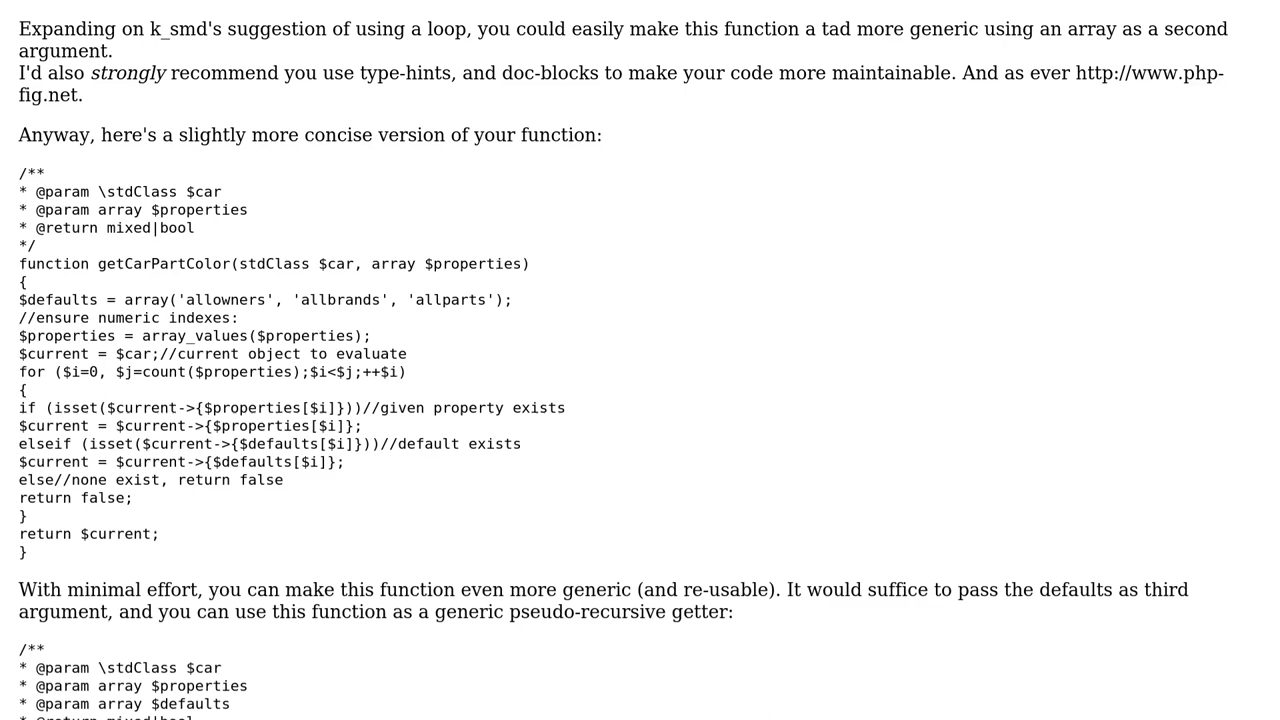 Expanding on k_smd's suggestion of using a loop, you could easily make this function a tad more generic using an array as a second
argument.
I'd also strongly recommend you use type-hints, and doc-blocks to make your code more maintainable. And as ever http://www.php-
fig.net.
Anyway, here's a slightly more concise version of your function:
/**
* @param \stdClass $car
* @param array $properties
* @return mixed|bool
*/
function getCarPartColor(stdClass $car, array $properties)
{
$defaults = array('allowners', 'allbrands', 'allparts');
//ensure numeric indexes:
$properties = array_values($properties);
$current = $car;//current object to evaluate
for ($i=0, $j=count($properties);$i<$j;++$i)
{
if (isset($current->{$properties[$i]}))//given property exists
$current = $current->{$properties[$i]};
elseif (isset($current->{$defaults[$i]}))//default exists
$current = $current->{$defaults[$i]};
else//none exist, return false
return false;
}
return $current;
}
With minimal effort, you can make this function even more generic (and re-usable). It would suffice to pass the defaults as third
argument, and you can use this function as a generic pseudo-recursive getter:
/**
* @param \stdClass $car
* @param array $properties
* @param array $defaults
* @return mixed|bool